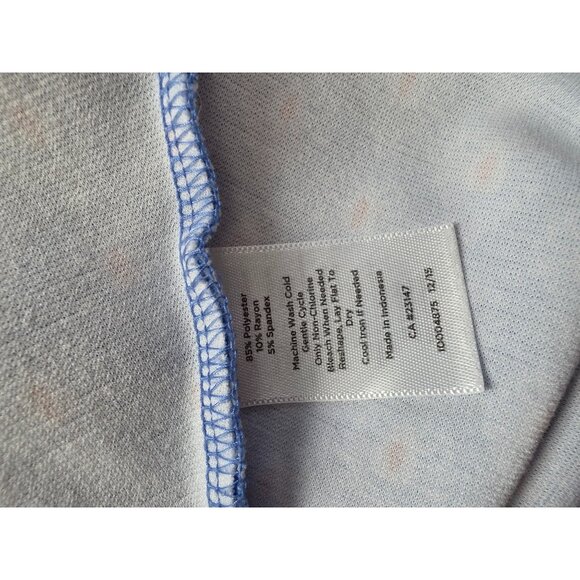 85% Polyester
10% Rayon
5% Spandex
Machine Wash Cold
Gentle Cycle
Only Non-Chlorine
Bleach When Needed
Reshape, Lay Flat To
Dry
Cool Iron If Needed
Made In Indonesia
CA #23147
ID004875 12/15